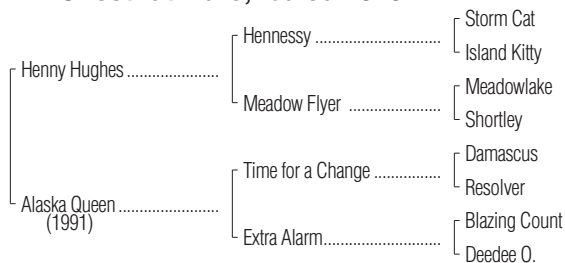 Hennessy
Storm Cat
Island Kitty
Henny Hughes
Meadow Flyer
Meadowlake
Shortley
Time for a Change
Damascus
Resolver
Alaska Queen
(1991)
Extra Alarm
Blazing Count
Deedee O.